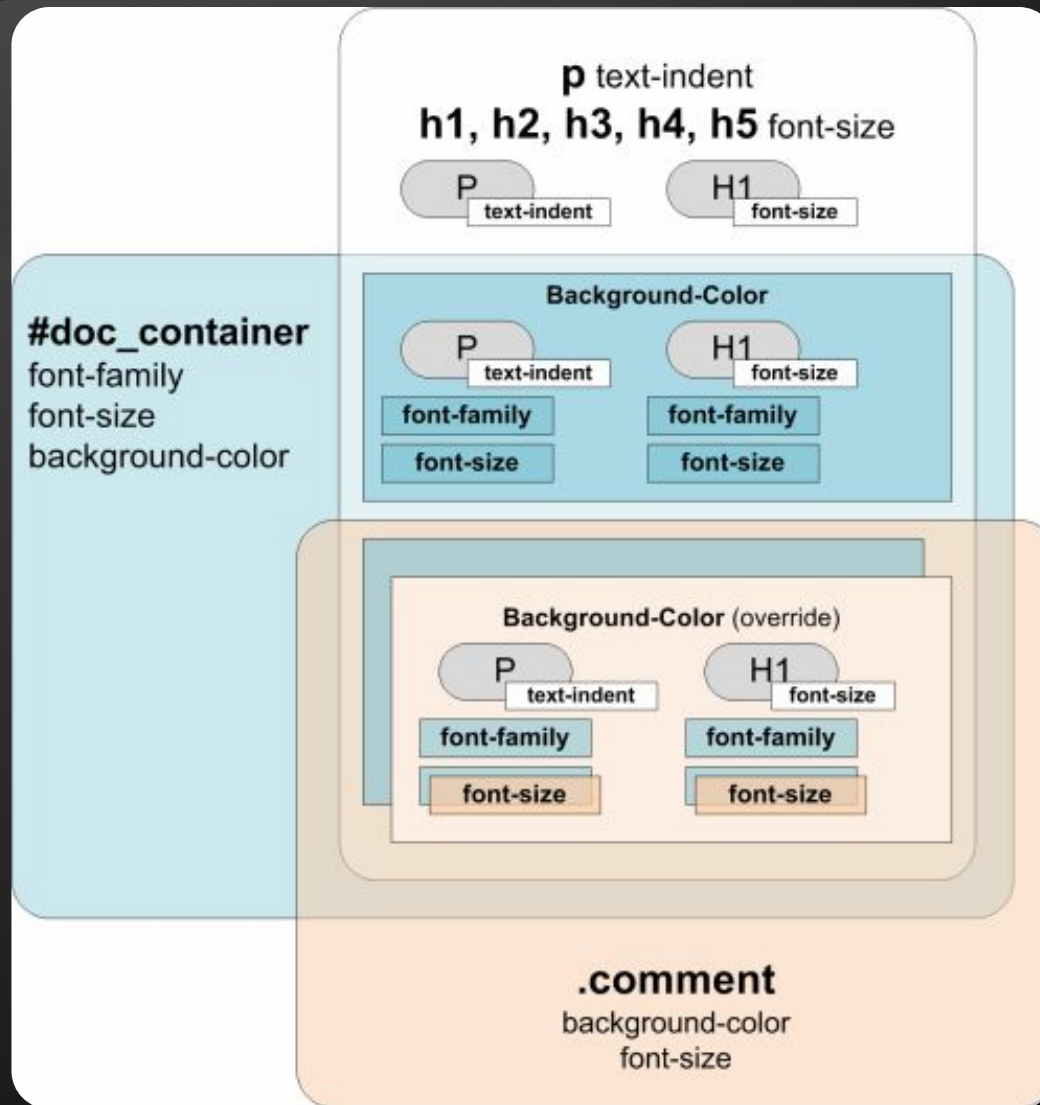 p text-indent
h1, h2, h3, h4, h5 font-size
P
text-indent
H1
font-size
#doc_container
font-family
font-size
background-color
Background-Color
P
text-indent
H1
font-size
font-family
font-family
font-size
font-size
Background-Color (override)
P
text-indent
H1
font-size
font-family
font-family
font-size
font-size
.comment
background-color
font-size